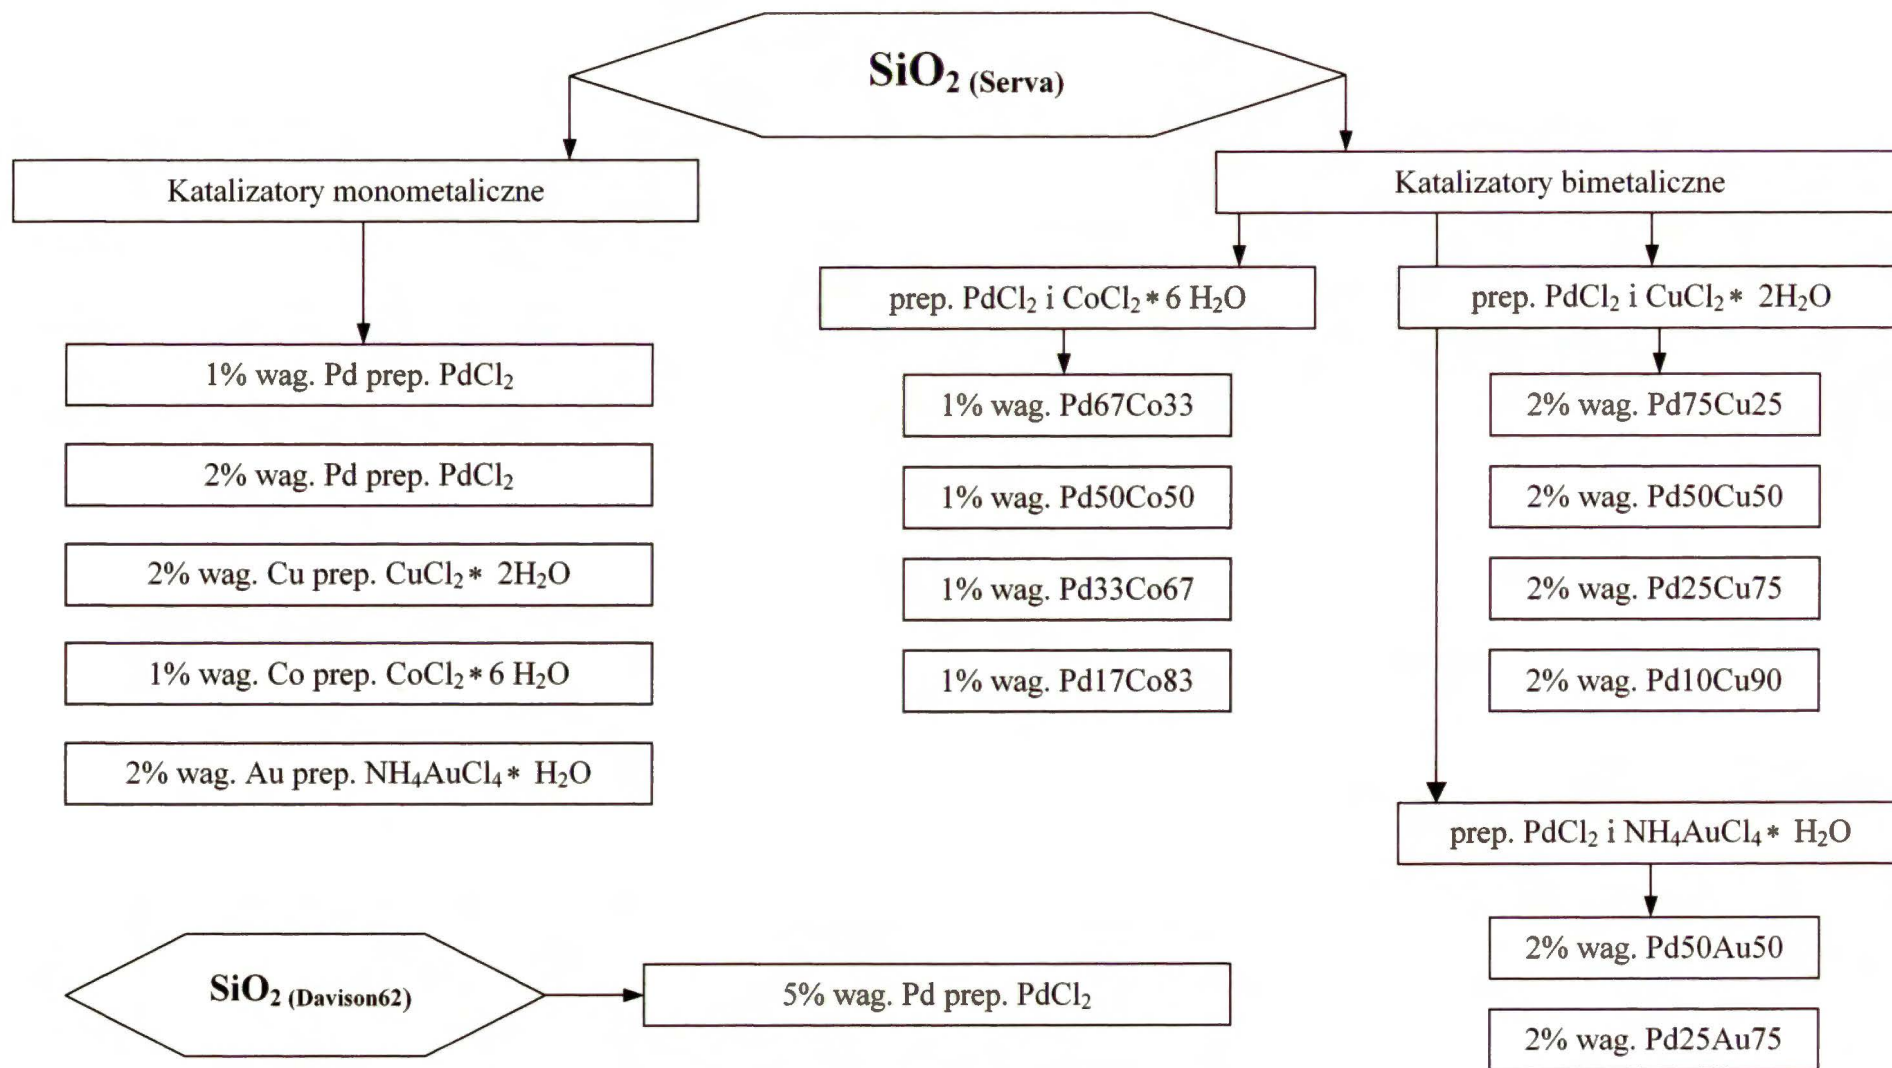 SiO₂ (Serva)
Katalizatory monometaliczne
1% wag. Pd prep. PdCl₂
2% wag. Pd prep. PdCl₂
2% wag. Cu prep. CuCl₂* 2H₂O
1% wag. Co prep. CoCl₂*6 H₂O
2% wag. Au prep. NH₄AuCl₄* H₂O
Katalizatory bimetaliczne
prep. PdCl₂ i CoCl₂*6 H₂O
1% wag. Pd67Co33
1% wag. Pd50Co50
1% wag. Pd33Co67
1% wag. Pd17Co83
prep. PdCl₂ i CuCl₂* 2H₂O
2% wag. Pd75Cu25
2% wag. Pd50Cu50
2% wag. Pd25Cu75
2% wag. Pd10Cu90
prep. PdCl₂ i NH₄AuCl₄* H₂O
2% wag. Pd50Au50
2% wag. Pd25Au75
SiO₂ (Davison62)
5% wag. Pd prep. PdCl₂